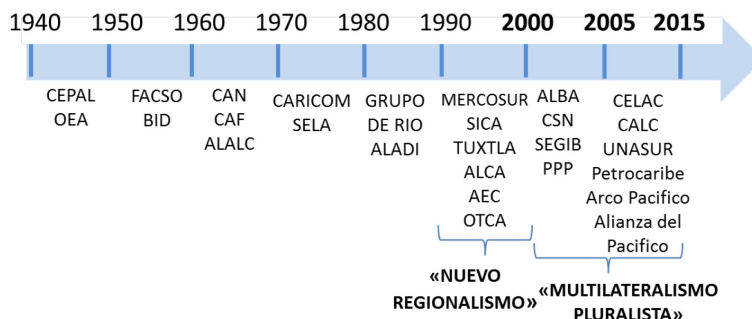 1940 1950 1960 1970 1980 1990 2000 2005 2015
CEPAL
OEA
FACSO
BID
CAN
CAF
ALALC
CARICOM
SELA
GRUPO
DE RIO
ALADI
MERCOSUR
SICA
TUXTLA
ALCA
AEC
OTCA
ALBA
CSN
SEGIB
PPP
CELAC
CALC
UNASUR
Petrocaribe
Arco Pacifico
Alianza del
Pacifico
«NUEVO
REGIONALISMO»
«MULTILATERALISMO
PLURALISTA»